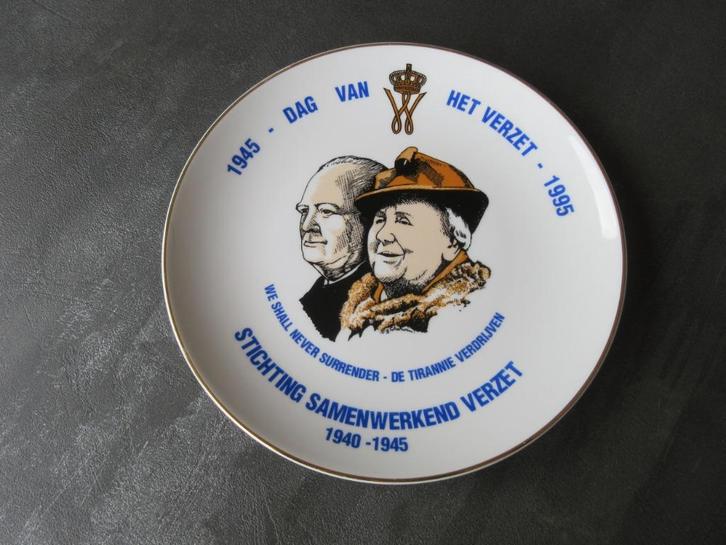 1945 - DAG VAN W HET VERZET - 1995
WE SHALL NEVER SURRENDER - DE TIRANNIE VERDRIJVEN
STICHTING SAMENWERKEND VERZET
1940 -1945